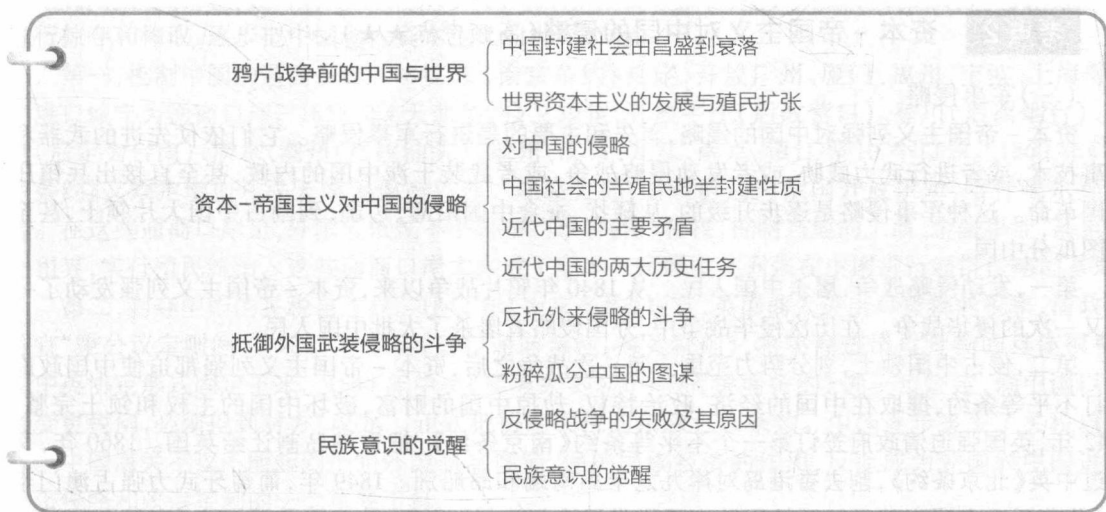 鸦片战争前的中国与世界
中国封建社会由昌盛到衰落
世界资本主义的发展与殖民扩张
资本-帝国主义对中国的侵略
对中国的侵略
中国社会的半殖民地半封建性质
近代中国的主要矛盾
近代中国的两大历史任务
抵御外国武装侵略的斗争
反抗外来侵略的斗争
粉碎瓜分中国的图谋
民族意识的觉醒
反侵略战争的失败及其原因
民族意识的觉醒